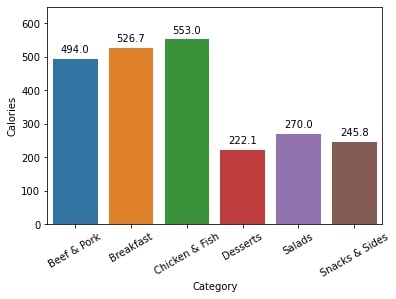 600
500
400
300
200
100
0
Calories
494.0
526.7
553.0
222.1
270.0
245.8
Beef & Pork
Breakfast
Chicken & Fish
Desserts
Salads
Snacks & Sides
Category